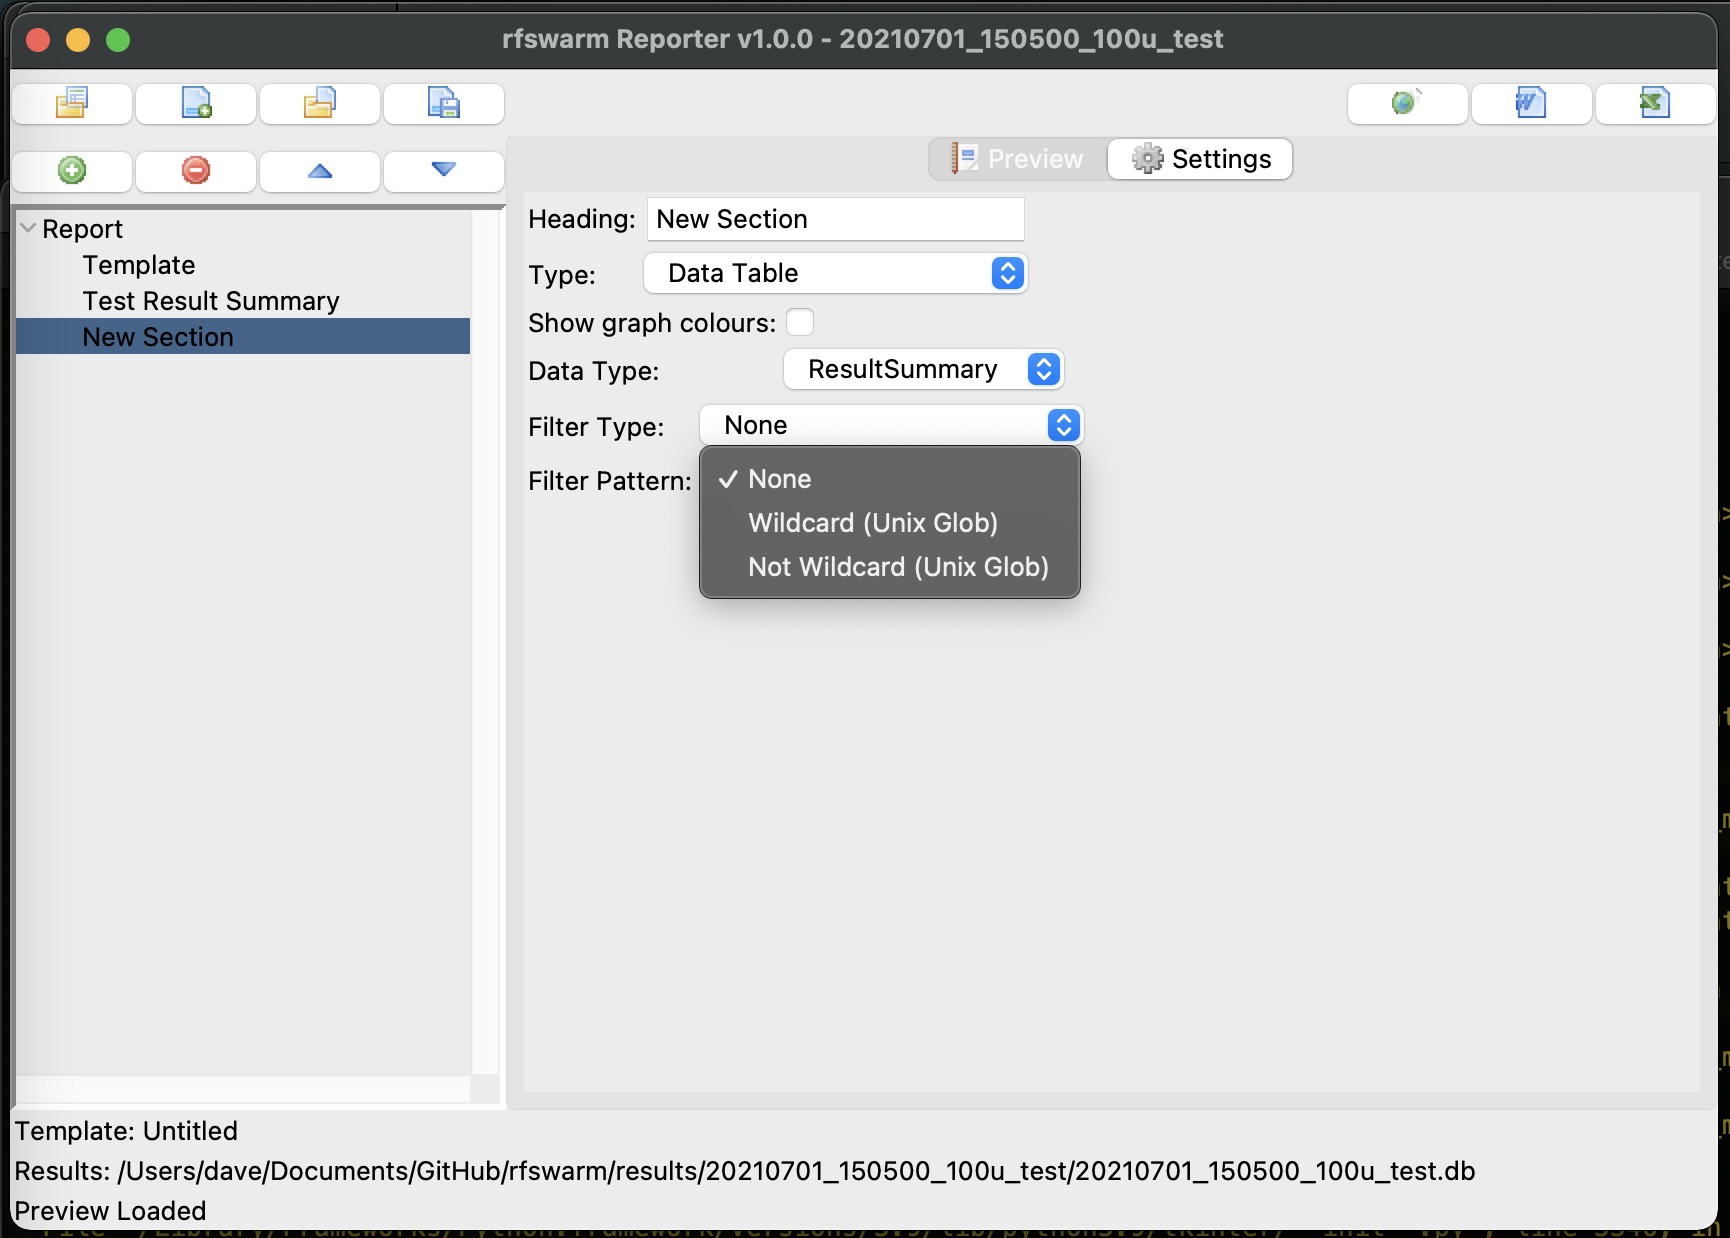 rfswarm Reporter v1.0.0 - 20210701_150500_100u_test
Preview
Settings
Report
Template
Test Result Summary
New Section
Heading: New Section
Type: Data Table
Show graph colours:
Data Type: ResultSummary
Filter Type: None
Filter Pattern:
✓ None
Wildcard (Unix Glob)
Not Wildcard (Unix Glob)
Template: Untitled
Results: /Users/dave/Documents/GitHub/rfswarm/results/20210701_150500_100u_test/20210701_150500_100u_test.db
Preview Loaded